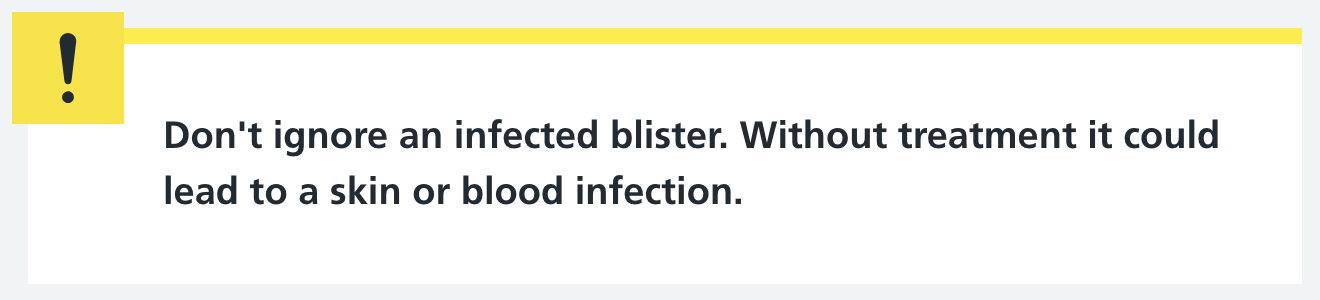 !
Don't ignore an infected blister. Without treatment it could
lead to a skin or blood infection.